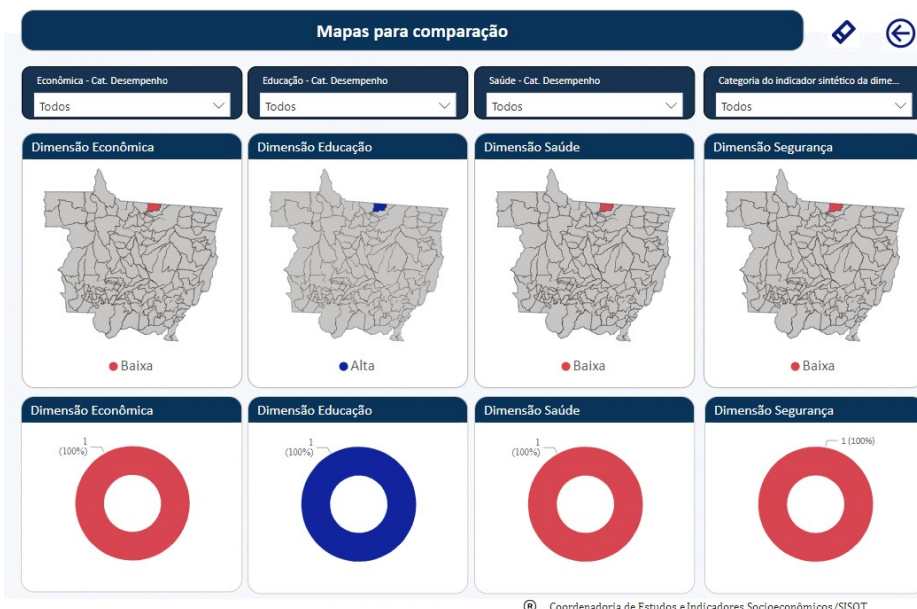 Mapas para comparação
Econômica - Cat. Desempenho
Todos
Educação - Cat. Desempenho
Todos
Saúde - Cat. Desempenho
Todos
Categoria do indicador sintético da dime...
Todos
Dimensão Econômica
Baixa
Dimensão Educação
Alta
Dimensão Saúde
Baixa
Dimensão Segurança
Baixa
Dimensão Econômica
1
(100%)
Dimensão Educação
1
(100%)
Dimensão Saúde
1
(100%)
Dimensão Segurança
1 (100%)
® Coordenadoria de Estudos e Indicadores Socioeconômicos/SISOT